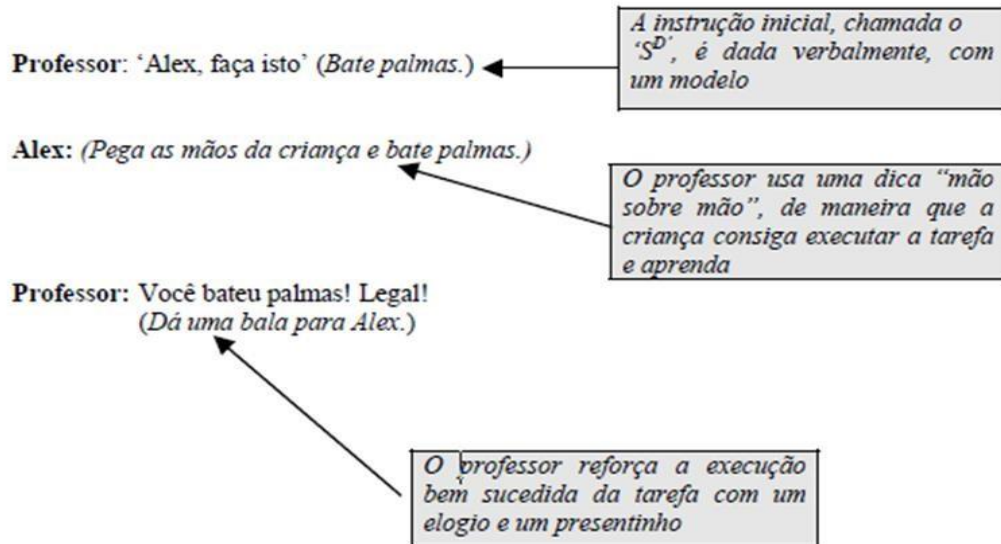 A instrução inicial, chamada o
‘Sᴰ’, é dada verbalmente, com
um modelo
Professor: ‘Alex, faça isto’ (Bate palmas.)
Alex: (Pega as mãos da criança e bate palmas.)
O professor usa uma dica “mão
sobre mão”, de maneira que a
criança consiga executar a tarefa
e aprenda
Professor: Você bateu palmas! Legal!
(Dá uma bala para Alex.)
O professor reforça a execução
bem sucedida da tarefa com um
elogio e um presentinho